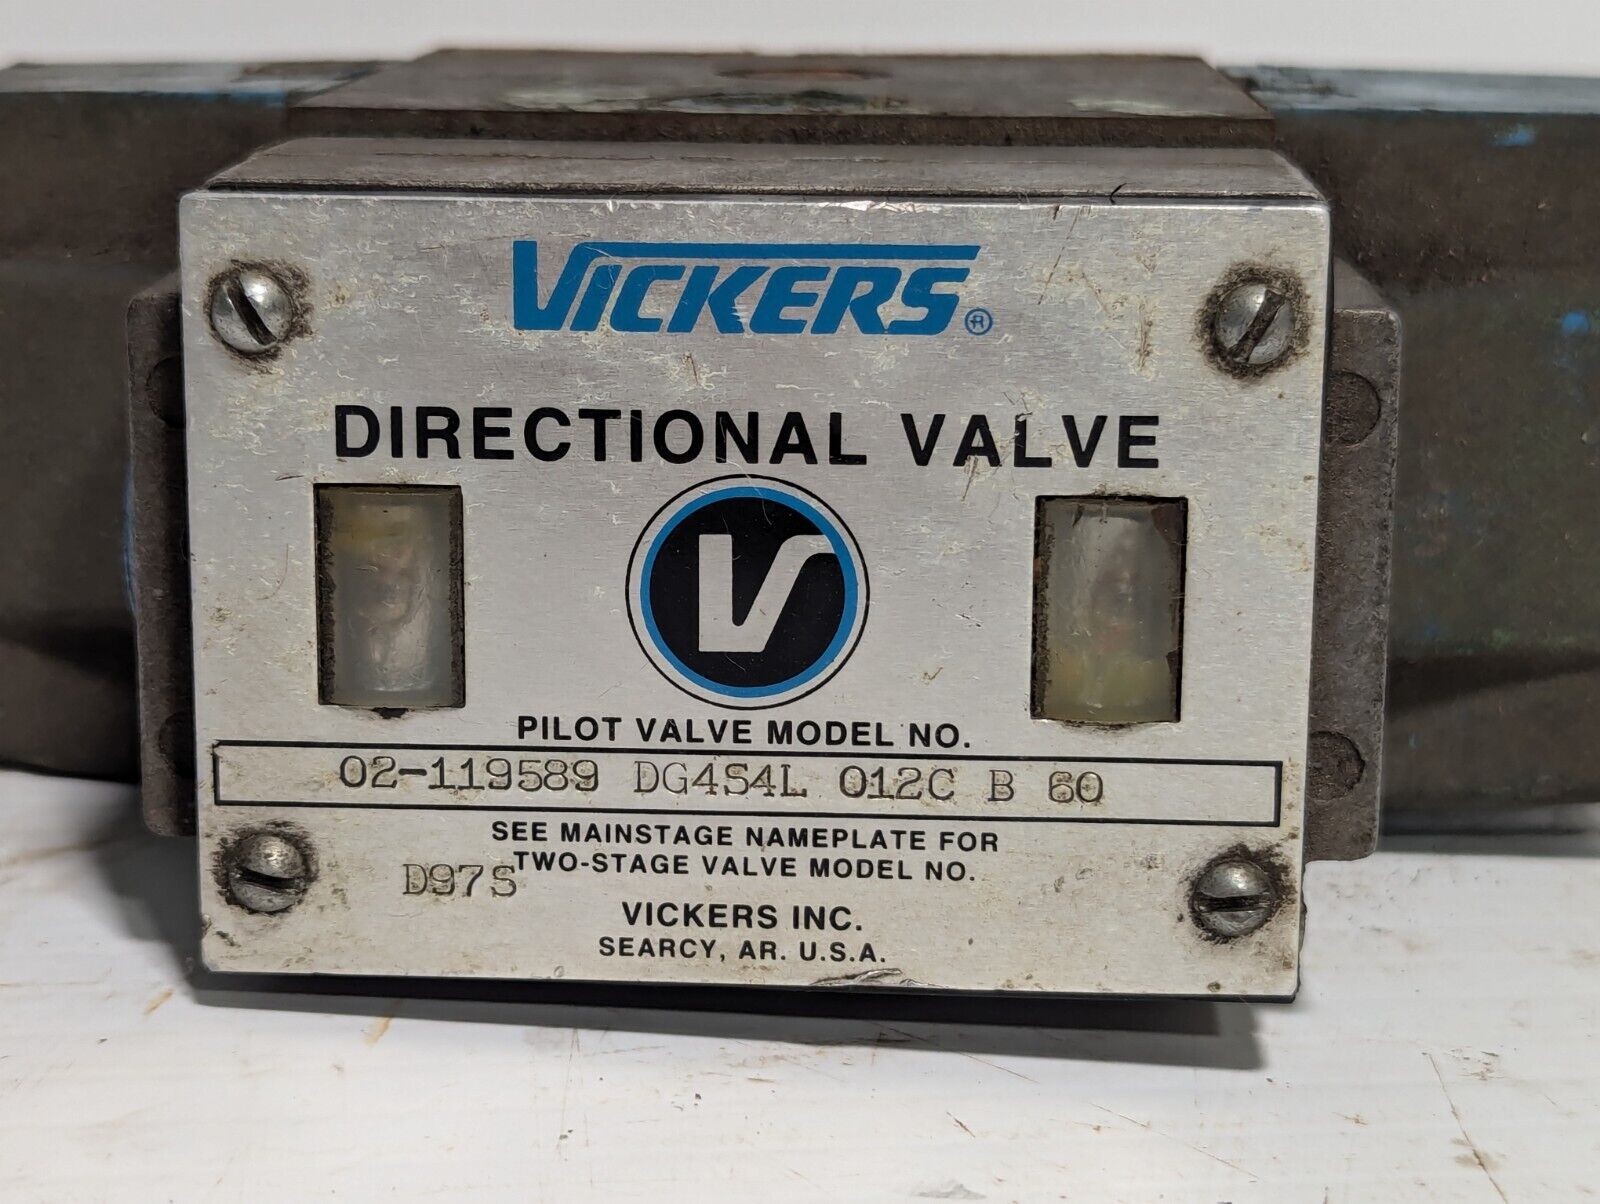 VICKERS®
DIRECTIONAL VALVE
V
PILOT VALVE MODEL NO.
02-119589 DG4S4L 012C B 60
SEE MAINSTAGE NAMEPLATE FOR
TWO-STAGE VALVE MODEL NO.
D97S
VICKERS INC.
SEARCY, AR. U.S.A.